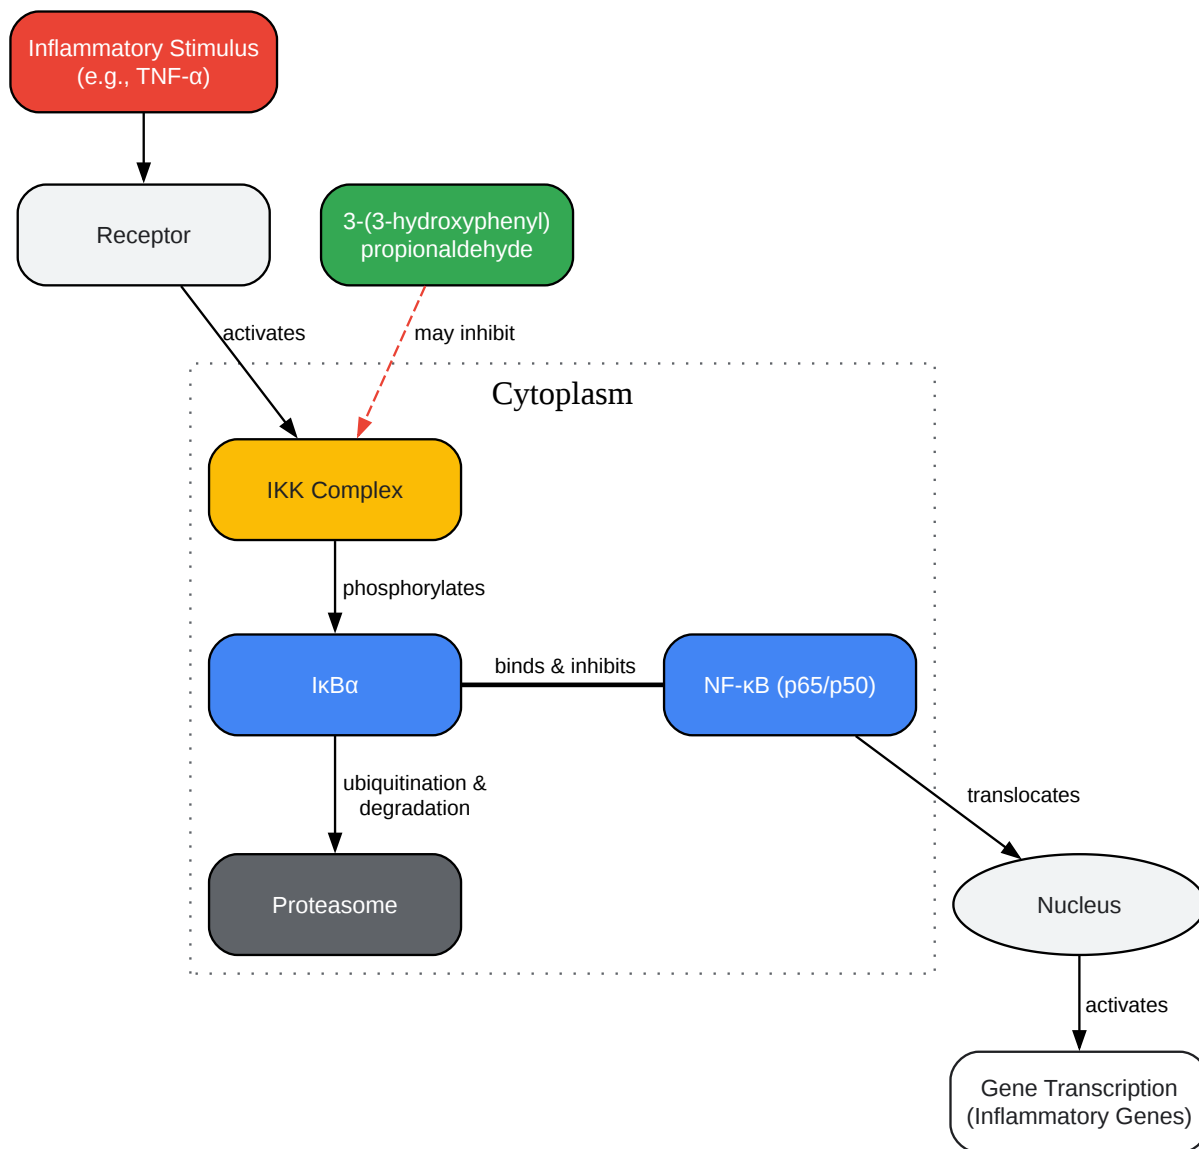 Inflammatory Stimulus
(e.g., TNF-α)
Receptor
3-(3-hydroxyphenyl)
propionaldehyde
activates
may inhibit
Cytoplasm
IKK Complex
phosphorylates
IκBα
binds & inhibits
NF-κB (p65/p50)
ubiquitination &
degradation
translocates
Proteasome
Nucleus
activates
Gene Transcription
(Inflammatory Genes)